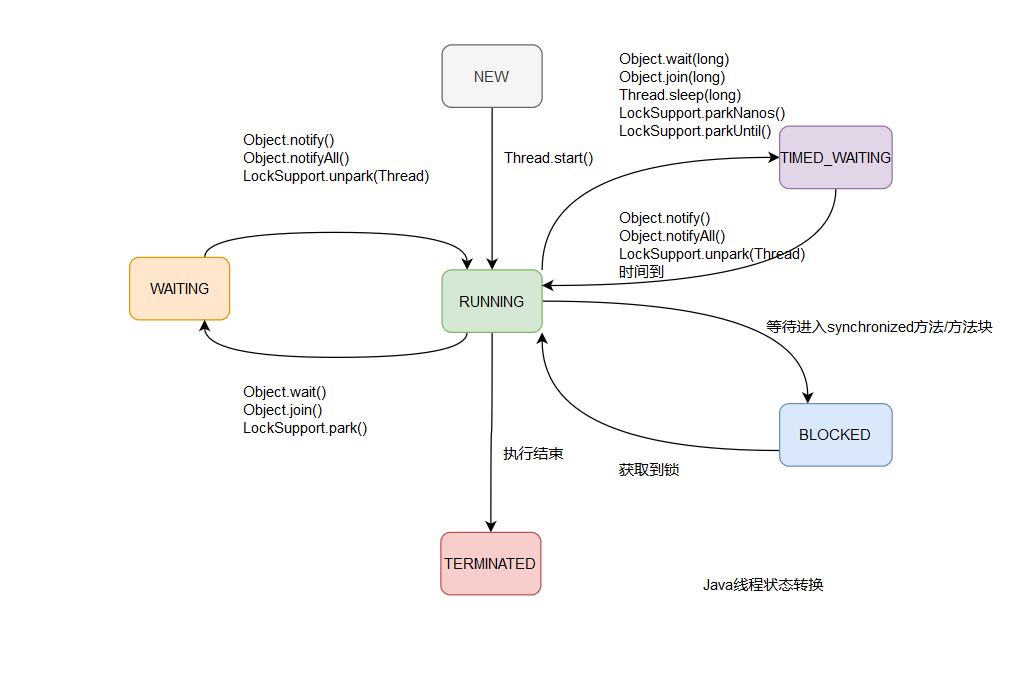 NEW
Object.wait(long)
Object.join(long)
Thread.sleep(long)
LockSupport.parkNanos()
LockSupport.parkUntil()
Object.notify()
Object.notifyAll()
LockSupport.unpark(Thread)
Thread.start()
TIMED_WAITING
Object.notify()
Object.notifyAll()
LockSupport.unpark(Thread)
时间到
WAITING
RUNNING
等待进入synchronized方法/方法块
Object.wait()
Object.join()
LockSupport.park()
BLOCKED
执行结束
获取到锁
TERMINATED
Java线程状态转换